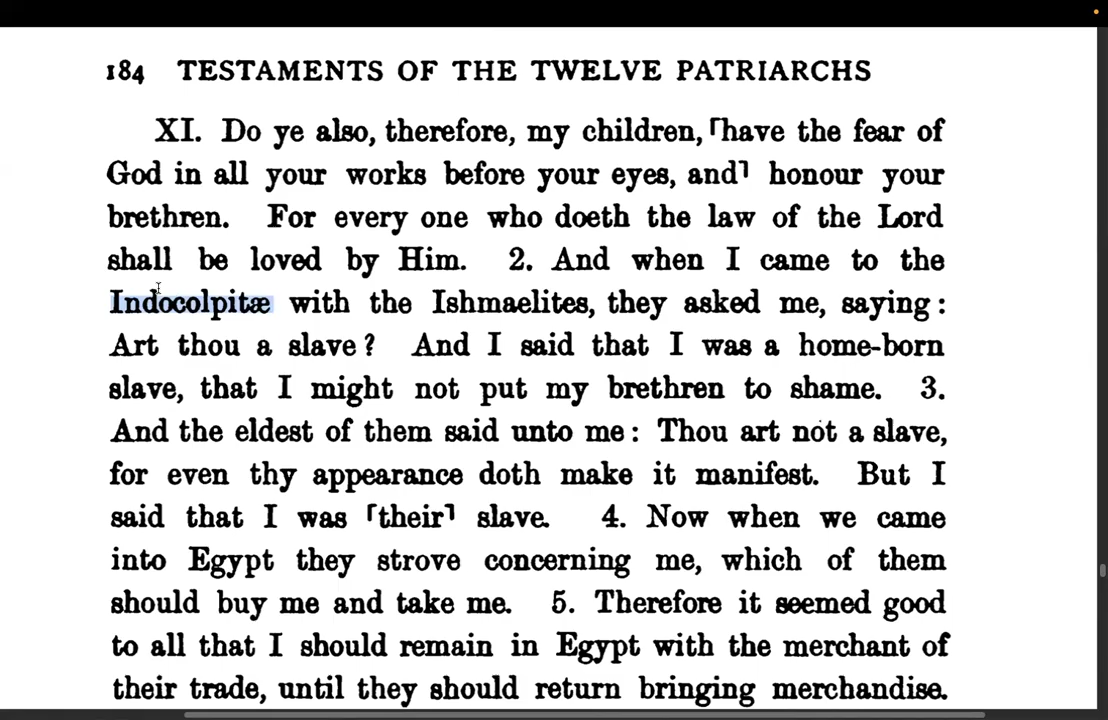 184 TESTAMENTS OF THE TWELVE PATRIARCHS
XI. Do ye also, therefore, my children, ⌜have the fear of
God in all your works before your eyes, and⌝ honour your
brethren. For every one who doeth the law of the Lord
shall be loved by Him. 2. And when I came to the
Indocolpitæ with the Ishmaelites, they asked me, saying:
Art thou a slave? And I said that I was a home-born
slave, that I might not put my brethren to shame. 3.
And the eldest of them said unto me: Thou art not a slave,
for even thy appearance doth make it manifest. But I
said that I was ⌜their⌝ slave. 4. Now when we came
into Egypt they strove concerning me, which of them
should buy me and take me. 5. Therefore it seemed good
to all that I should remain in Egypt with the merchant of
their trade, until they should return bringing merchandise.